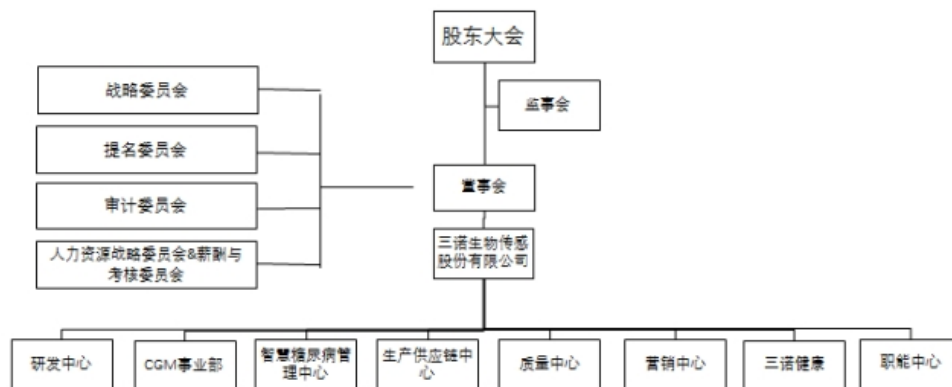 股东大会
监事会
战略委员会
提名委员会
审计委员会
人力资源战略委员会&薪酬与
考核委员会
董事会
三诺生物传感
股份有限公司
研发中心
CGM事业部
智慧糖尿病管
理中心
生产供应链中
心
质量中心
营销中心
三诺健康
职能中心